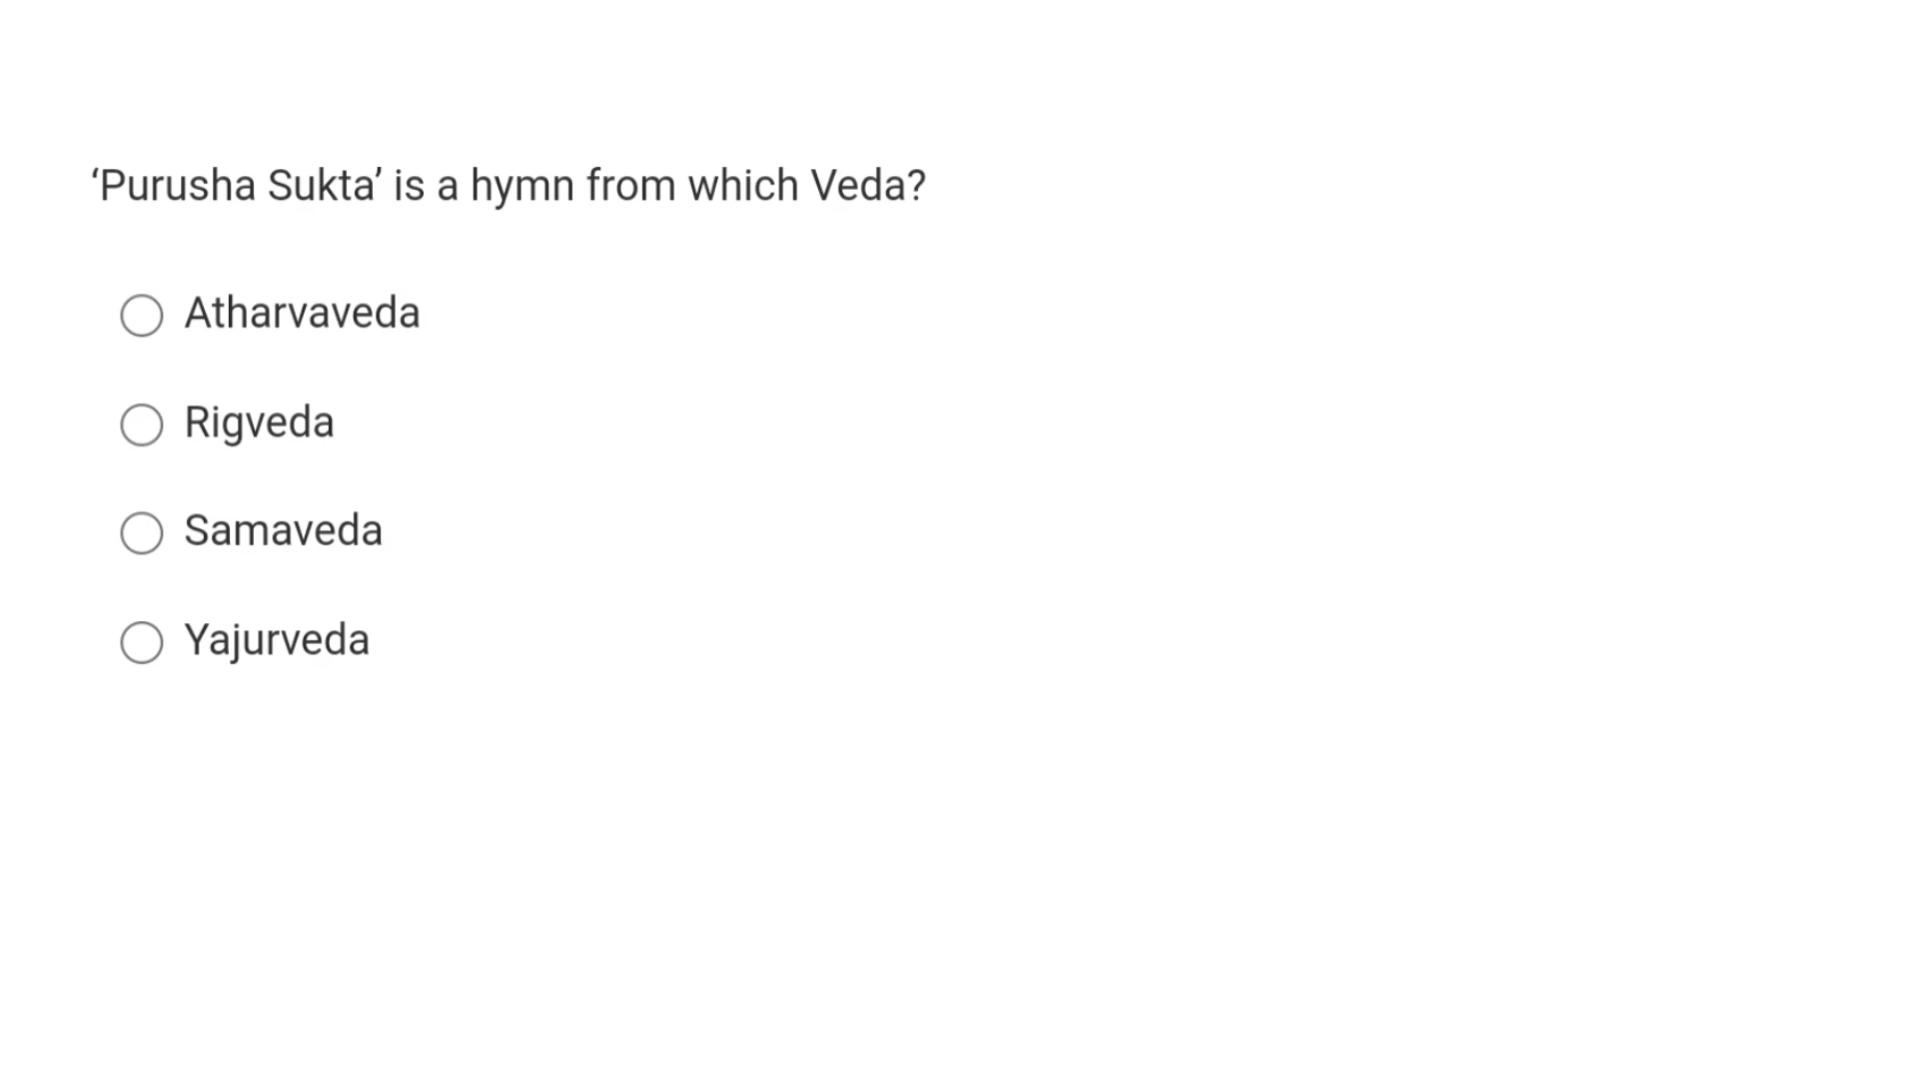 ‘Purusha Sukta’ is a hymn from which Veda?
Atharvaveda
Rigveda
Samaveda
Yajurveda